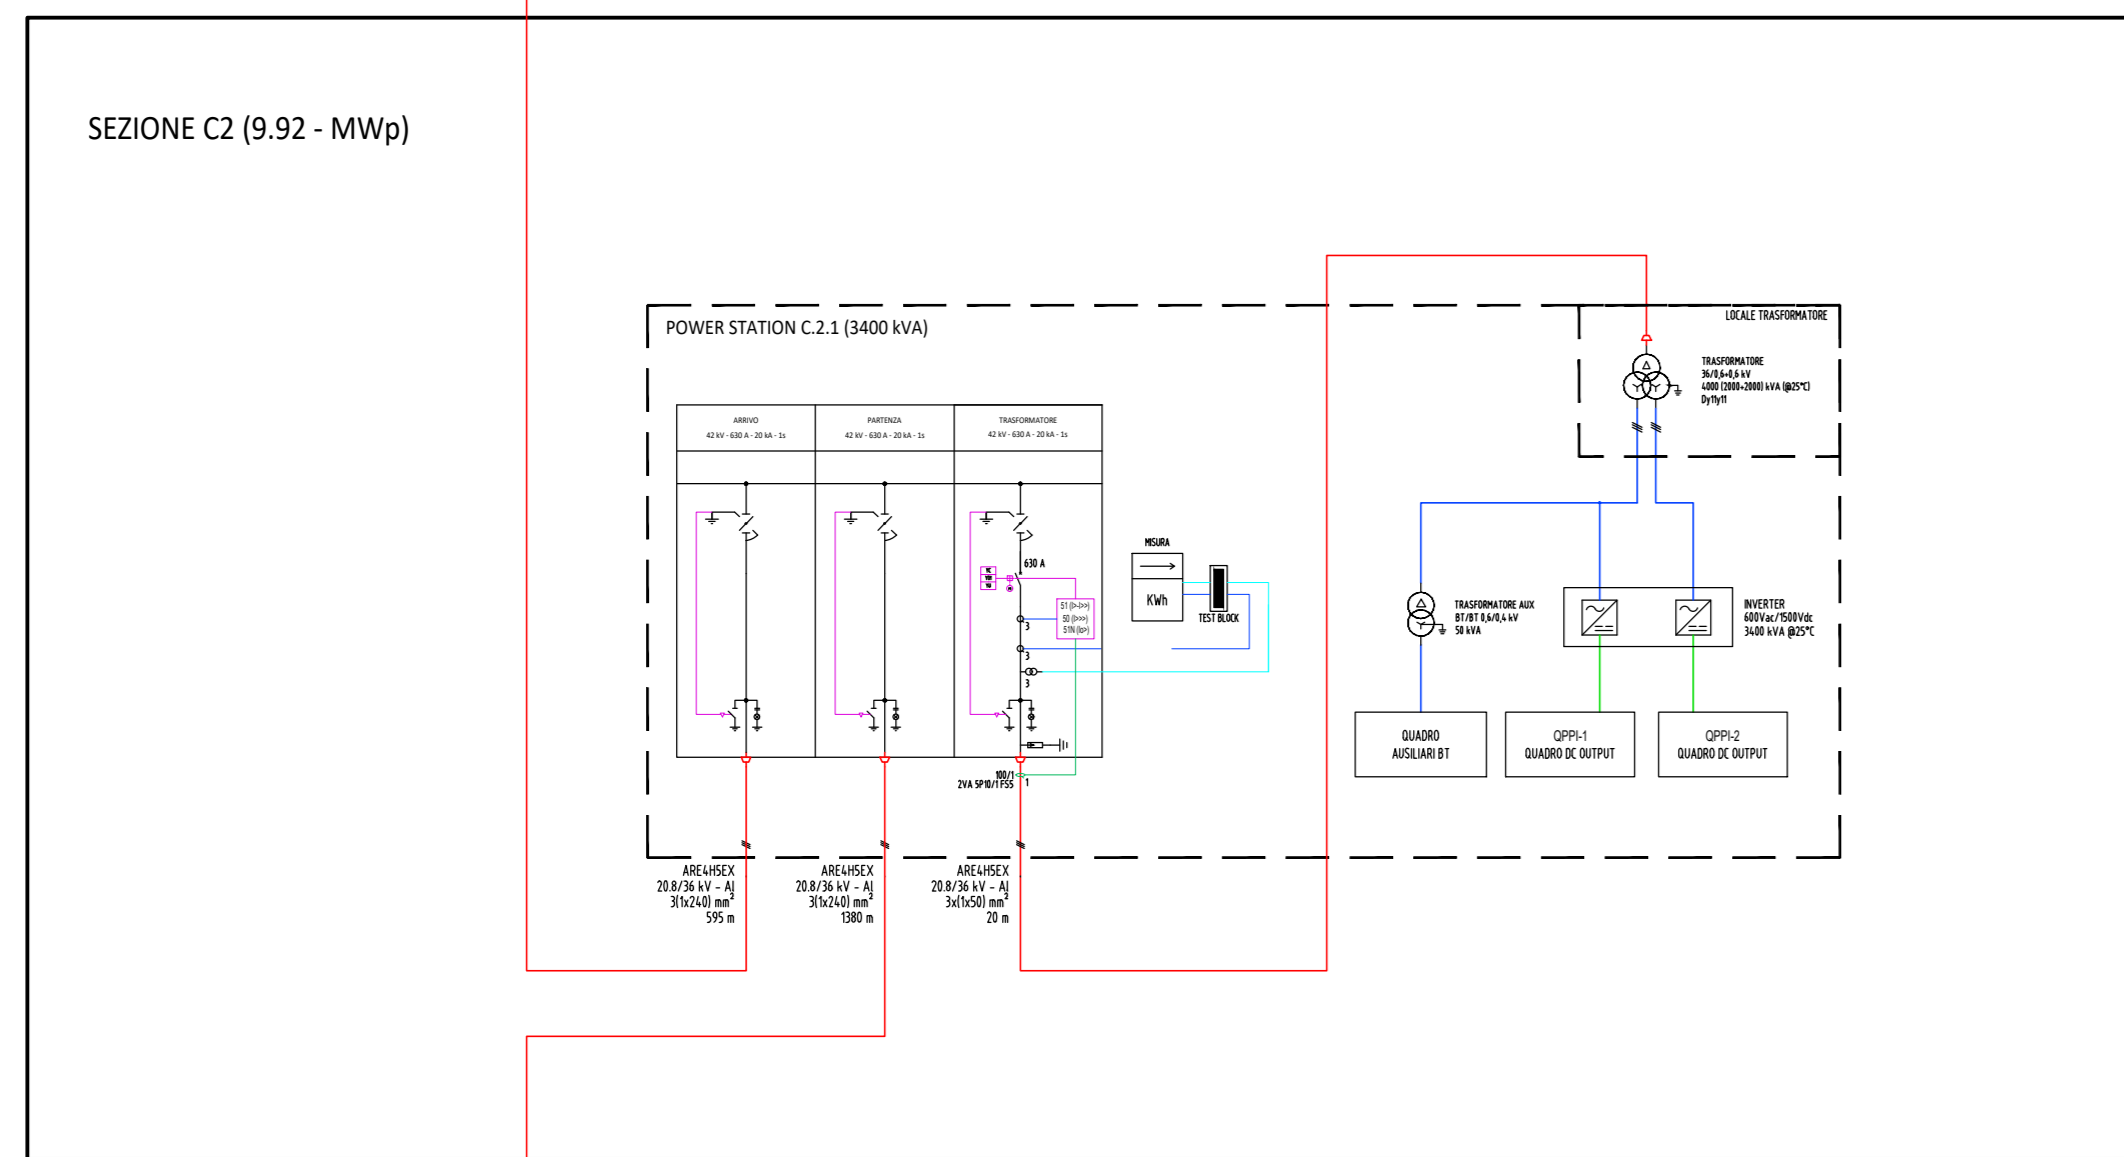 SEZIONE C2 (9.92 - MWp)
POWER STATION C.2.1 (3400 kVA)
LOCALE TRASFORMATORE
TRASFORMATORE
36/0,6+0,6 kV
4000 (2000+2000) kVA (@25°C)
Dy11y11
ARRIVO
42 kV - 630 A - 20 kA - 1s
PARTENZA
42 kV - 630 A - 20 kA - 1s
TRASFORMATORE
42 kV - 630 A - 20 kA - 1s
630 A
51 (I>-I>>)
50 (I>>>)
51N (Io>)
3
3
3
MISURA
KWh
TEST BLOCK
TRASFORMATORE AUX
BT/BT 0,6/0,4 kV
50 kVA
INVERTER
600Vac/1500Vdc
3400 kVA @25°C
QUADRO
AUSILIARI BT
QPPI-1
QUADRO DC OUTPUT
QPPI-2
QUADRO DC OUTPUT
100/1
2VA 5P10/1 FS5
1
ARE4H5EX
20.8/36 kV – Al
3(1x240) mm²
595 m
ARE4H5EX
20.8/36 kV – Al
3(1x240) mm²
1380 m
ARE4H5EX
20.8/36 kV – Al
3x(1x50) mm²
20 m